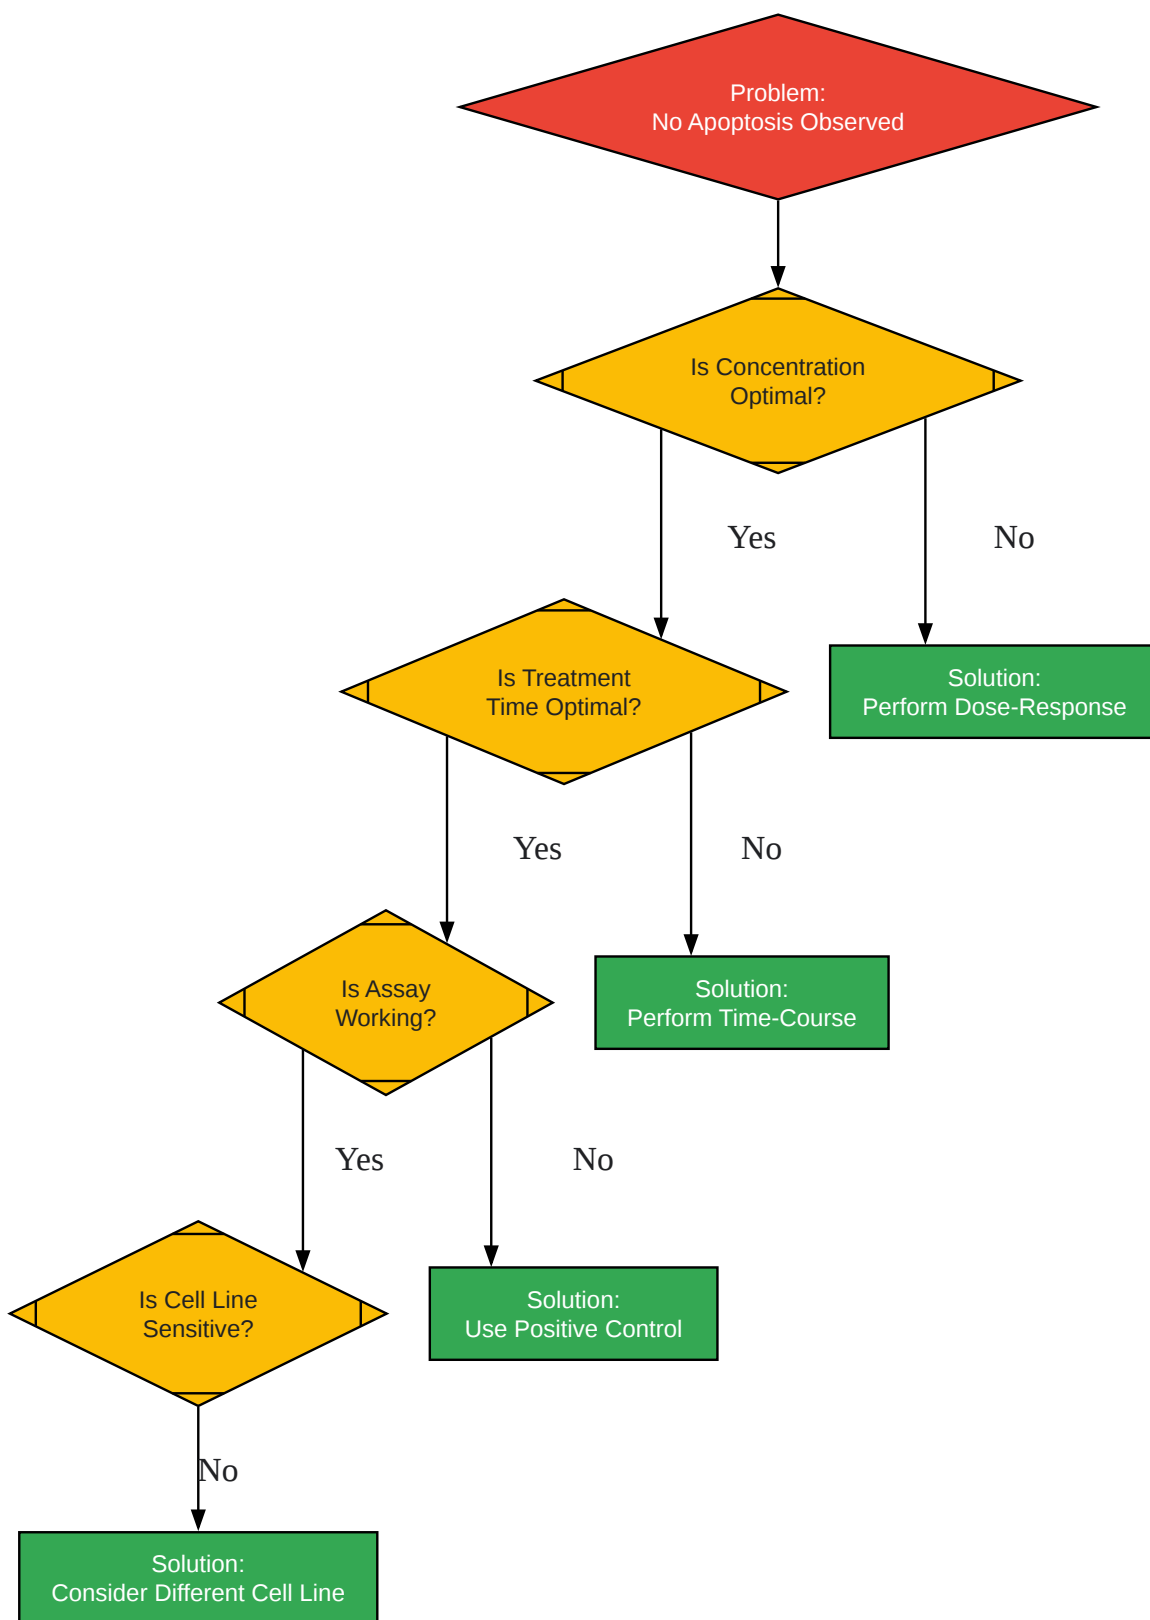 Problem:
No Apoptosis Observed
Is Concentration
Optimal?
Yes
No
Is Treatment
Time Optimal?
Solution:
Perform Dose-Response
Yes
No
Is Assay
Working?
Solution:
Perform Time-Course
Yes
No
Is Cell Line
Sensitive?
Solution:
Use Positive Control
No
Solution:
Consider Different Cell Line